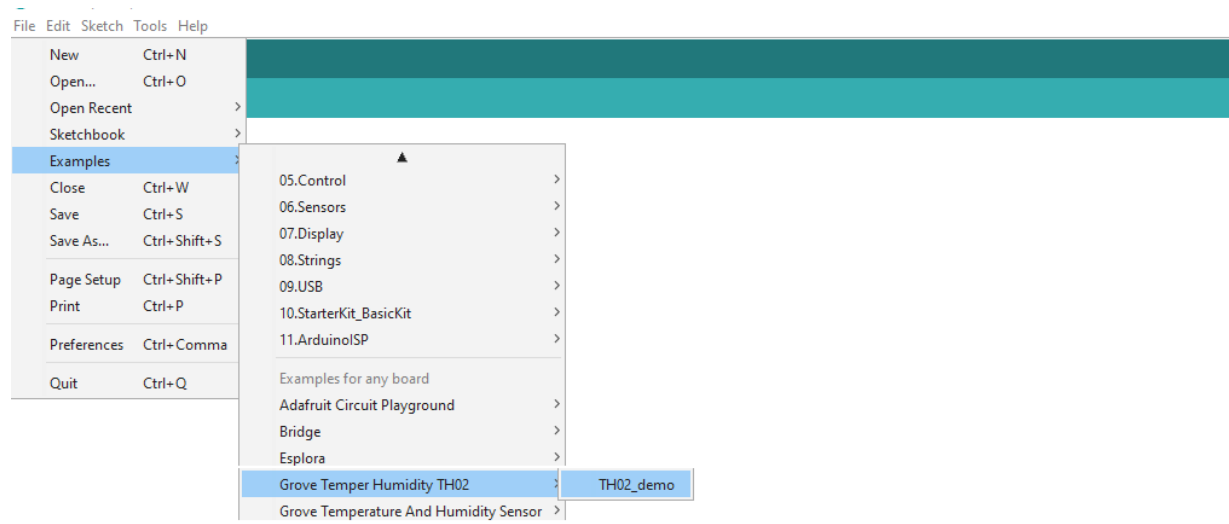 File Edit Sketch Tools Help
New Ctrl+N
Open... Ctrl+O
Open Recent
Sketchbook
Examples
Close Ctrl+W
Save Ctrl+S
Save As... Ctrl+Shift+S
Page Setup Ctrl+Shift+P
Print Ctrl+P
Preferences Ctrl+Comma
Quit Ctrl+Q
05.Control
06.Sensors
07.Display
08.Strings
09.USB
10.StarterKit_BasicKit
11.ArduinoISP
Examples for any board
Adafruit Circuit Playground
Bridge
Esplora
Grove Temper Humidity TH02
Grove Temperature And Humidity Sensor
TH02_demo